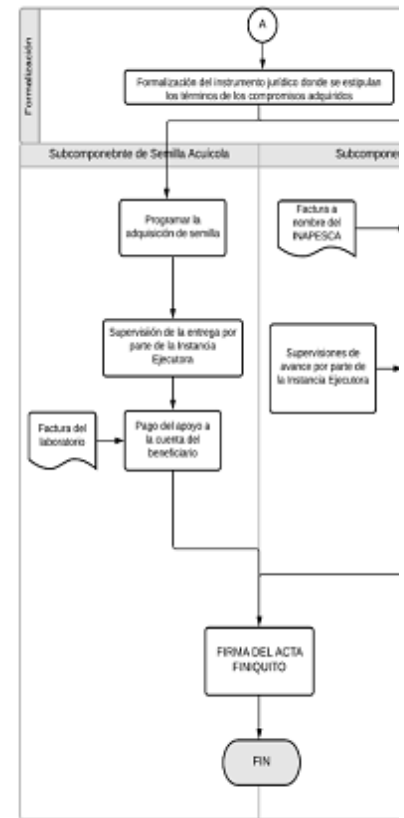 A
Formalización
Formalización del instrumento jurídico donde se estipulan
los términos de los compromisos adquiridos
Subcomponebnte de Semilla Acuícola
Subcompone
Programar la
adquisición de semilla
Factura a
nombre del
INAPESCA
Supervisión de la entrega por
parte de la Instancia
Ejecutora
Supervisiones de
avance por parte de
la Instancia Ejecutora
Factura del
laboratorio
Pago del apoyo a
la cuenta del
beneficiario
FIRMA DEL ACTA
FINIQUITO
FIN